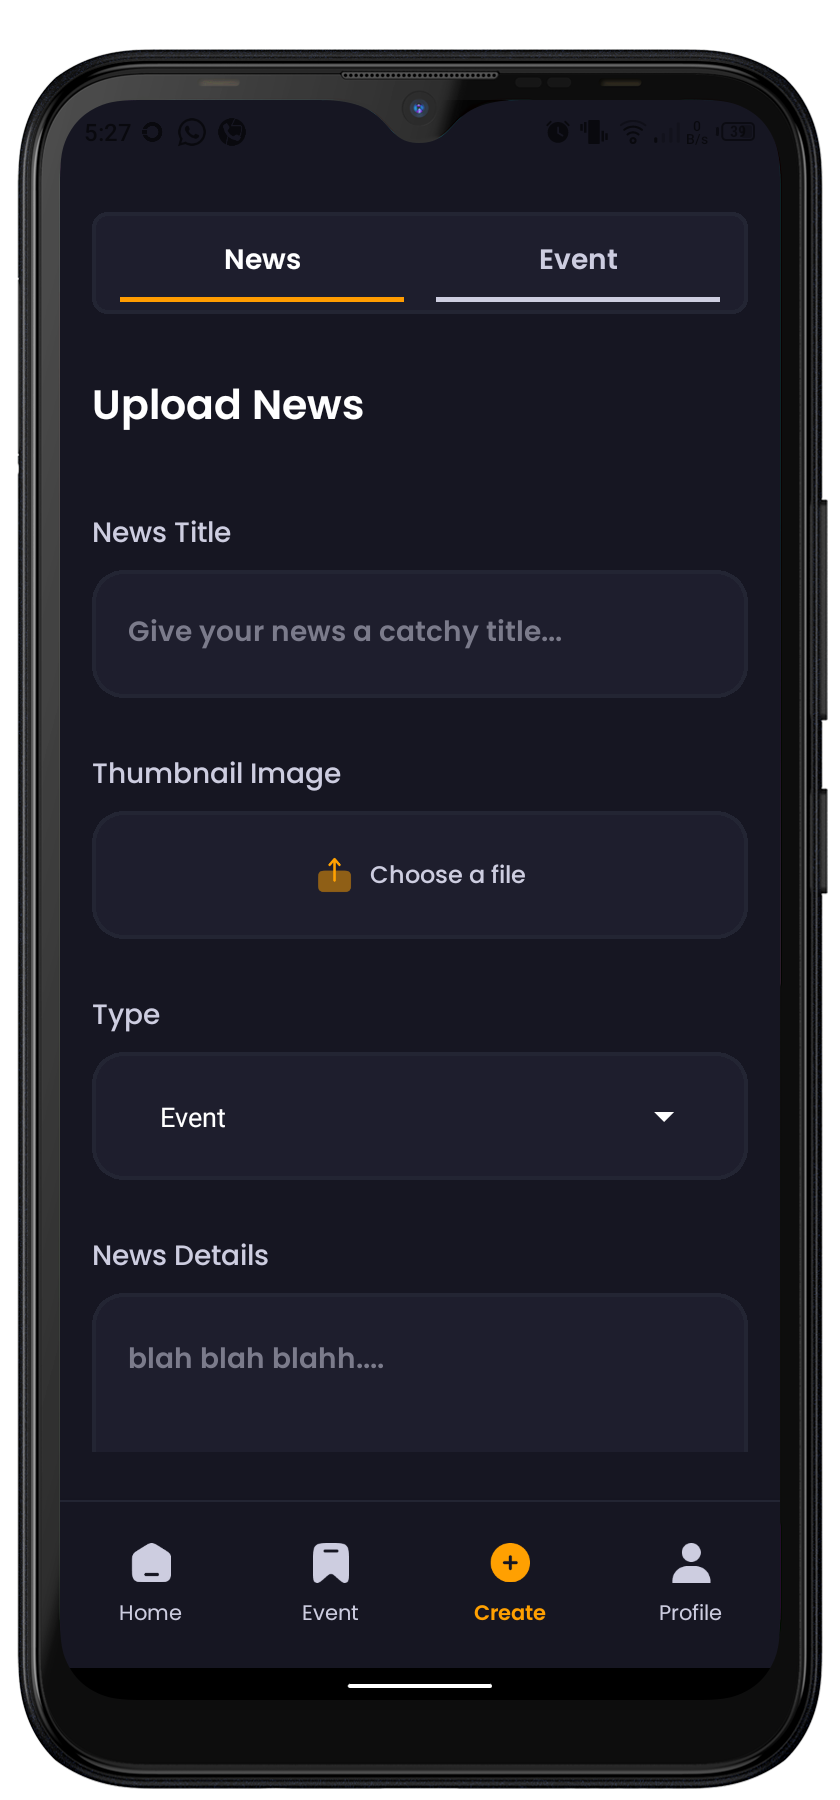 5:27 0 B/s 39
News Event
Upload News
News Title
Give your news a catchy title...
Thumbnail Image
Choose a file
Type
Event
News Details
blah blah blahh....
Home Event Create Profile